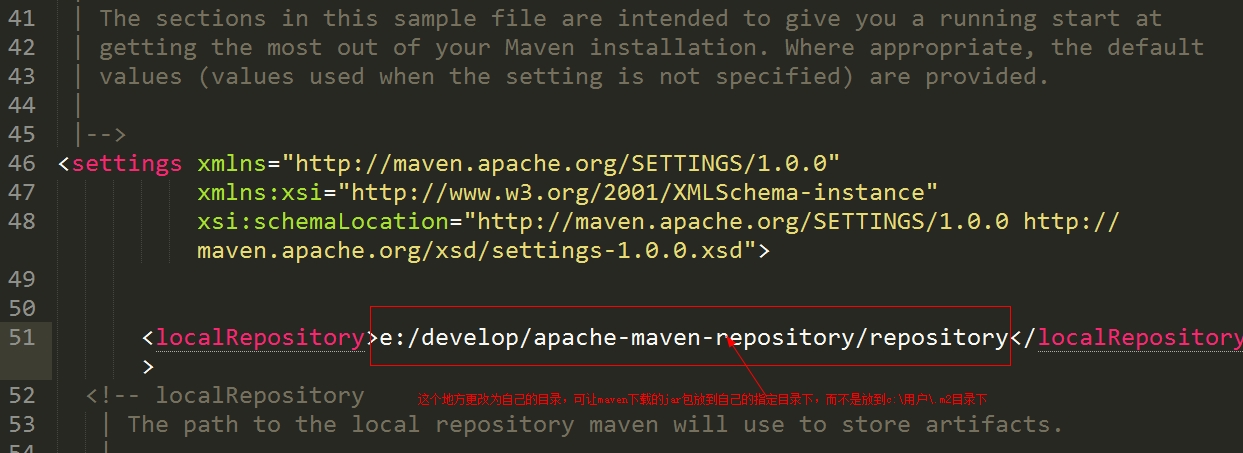 41 | The sections in this sample file are intended to give you a running start at
42 | getting the most out of your Maven installation. Where appropriate, the default
43 | values (values used when the setting is not specified) are provided.
44 |
45 |-->
46 <settings xmlns="http://maven.apache.org/SETTINGS/1.0.0"
47 xmlns:xsi="http://www.w3.org/2001/XMLSchema-instance"
48 xsi:schemaLocation="http://maven.apache.org/SETTINGS/1.0.0 http://
maven.apache.org/xsd/settings-1.0.0.xsd">
49
50
51 <localRepository>e:/develop/apache-maven-repository/repository</localRepository
>
52 <!-- localRepository
这个地方更改为自己的目录，可让maven下载的jar包放到自己的指定目录下，而不是放到c:\用户\.m2目录下
53 | The path to the local repository maven will use to store artifacts.
54 |